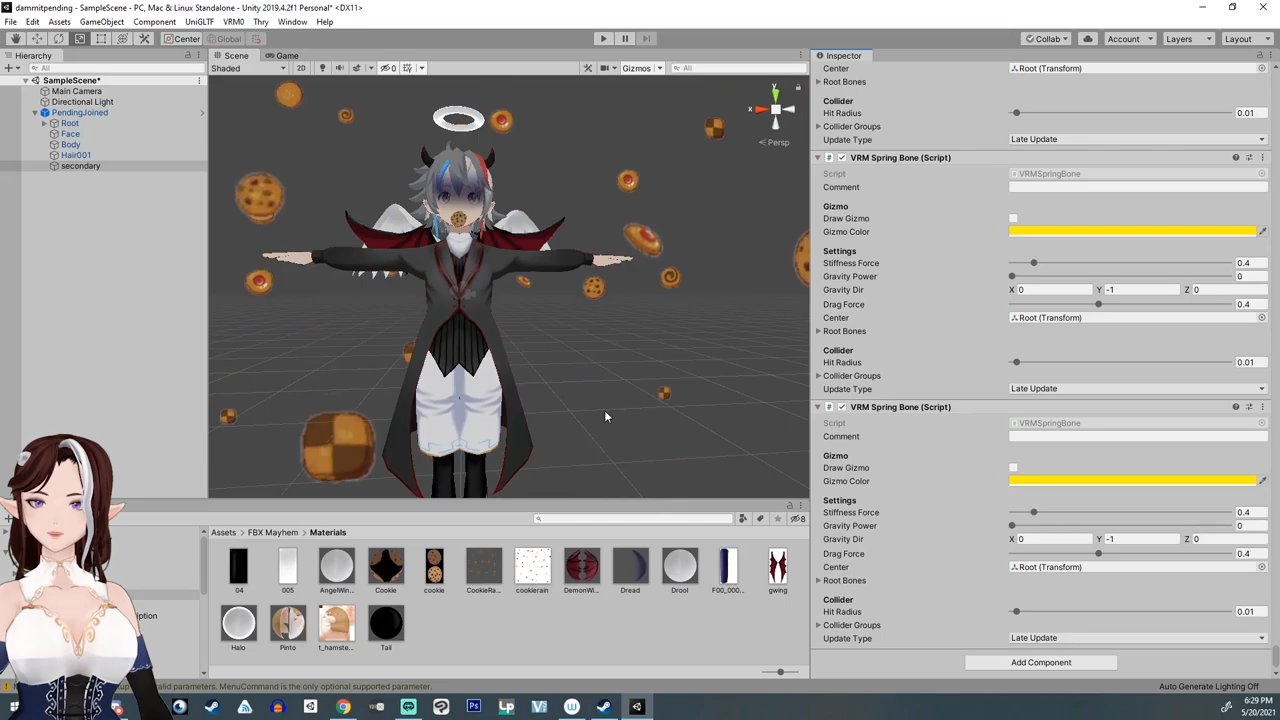 dammitpending - SampleScene - PC, Mac & Linux Standalone - Unity 2019.4.2f1 Personal* <DX11>
File Edit Assets GameObject Component UniGLTF VRM0 Thry Window Help
Center Global Collab Account Layers Layout
Hierarchy Scene Game Inspector
All Shaded 2D 0 Gizmos All
SampleScene*
Main Camera
Directional Light
PendingJoined
Root
Face
Body
Hair001
secondary
y
x
Persp
Center Root (Transform)
Root Bones
Collider
Hit Radius 0.01
Collider Groups
Update Type Late Update
VRM Spring Bone (Script)
Script VRMSpringBone
Comment
Gizmo
Draw Gizmo
Gizmo Color
Settings
Stiffness Force 0.4
Gravity Power 0
Gravity Dir X 0 Y -1 Z 0
Drag Force 0.4
Center Root (Transform)
Root Bones
Collider
Hit Radius 0.01
Collider Groups
Update Type Late Update
VRM Spring Bone (Script)
Script VRMSpringBone
Comment
Gizmo
Draw Gizmo
Gizmo Color
Settings
Stiffness Force 0.4
Gravity Power 0
Gravity Dir X 0 Y -1 Z 0
Drag Force 0.4
Center Root (Transform)
Root Bones
Collider
Hit Radius 0.01
Collider Groups
Update Type Late Update
Add Component
8
Assets FBX Mayhem Materials
04 005 AngelWin... Cookie cookie CookieRa... cookierain DemonWi... Dread Drool F00_000... gwing
Halo Pinto t_hamste... Tail
valid parameters. MenuCommand is the only optional supported parameter.
Auto Generate Lighting Off
6:29 PM
5/20/2021